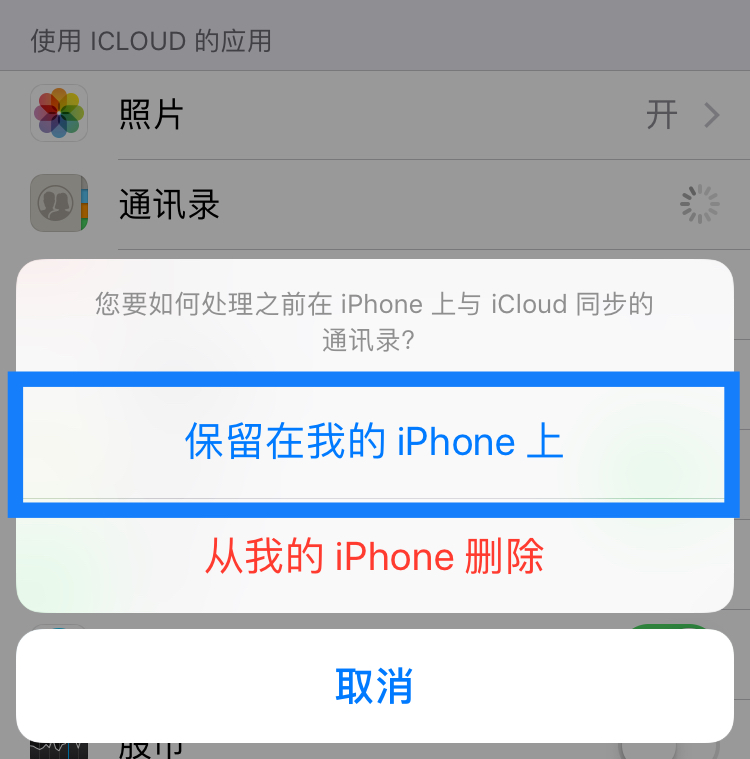 使用 ICLOUD 的应用
照片
开
通讯录
您要如何处理之前在 iPhone 上与 iCloud 同步的
通讯录?
保留在我的 iPhone 上
从我的 iPhone 删除
取消
股市